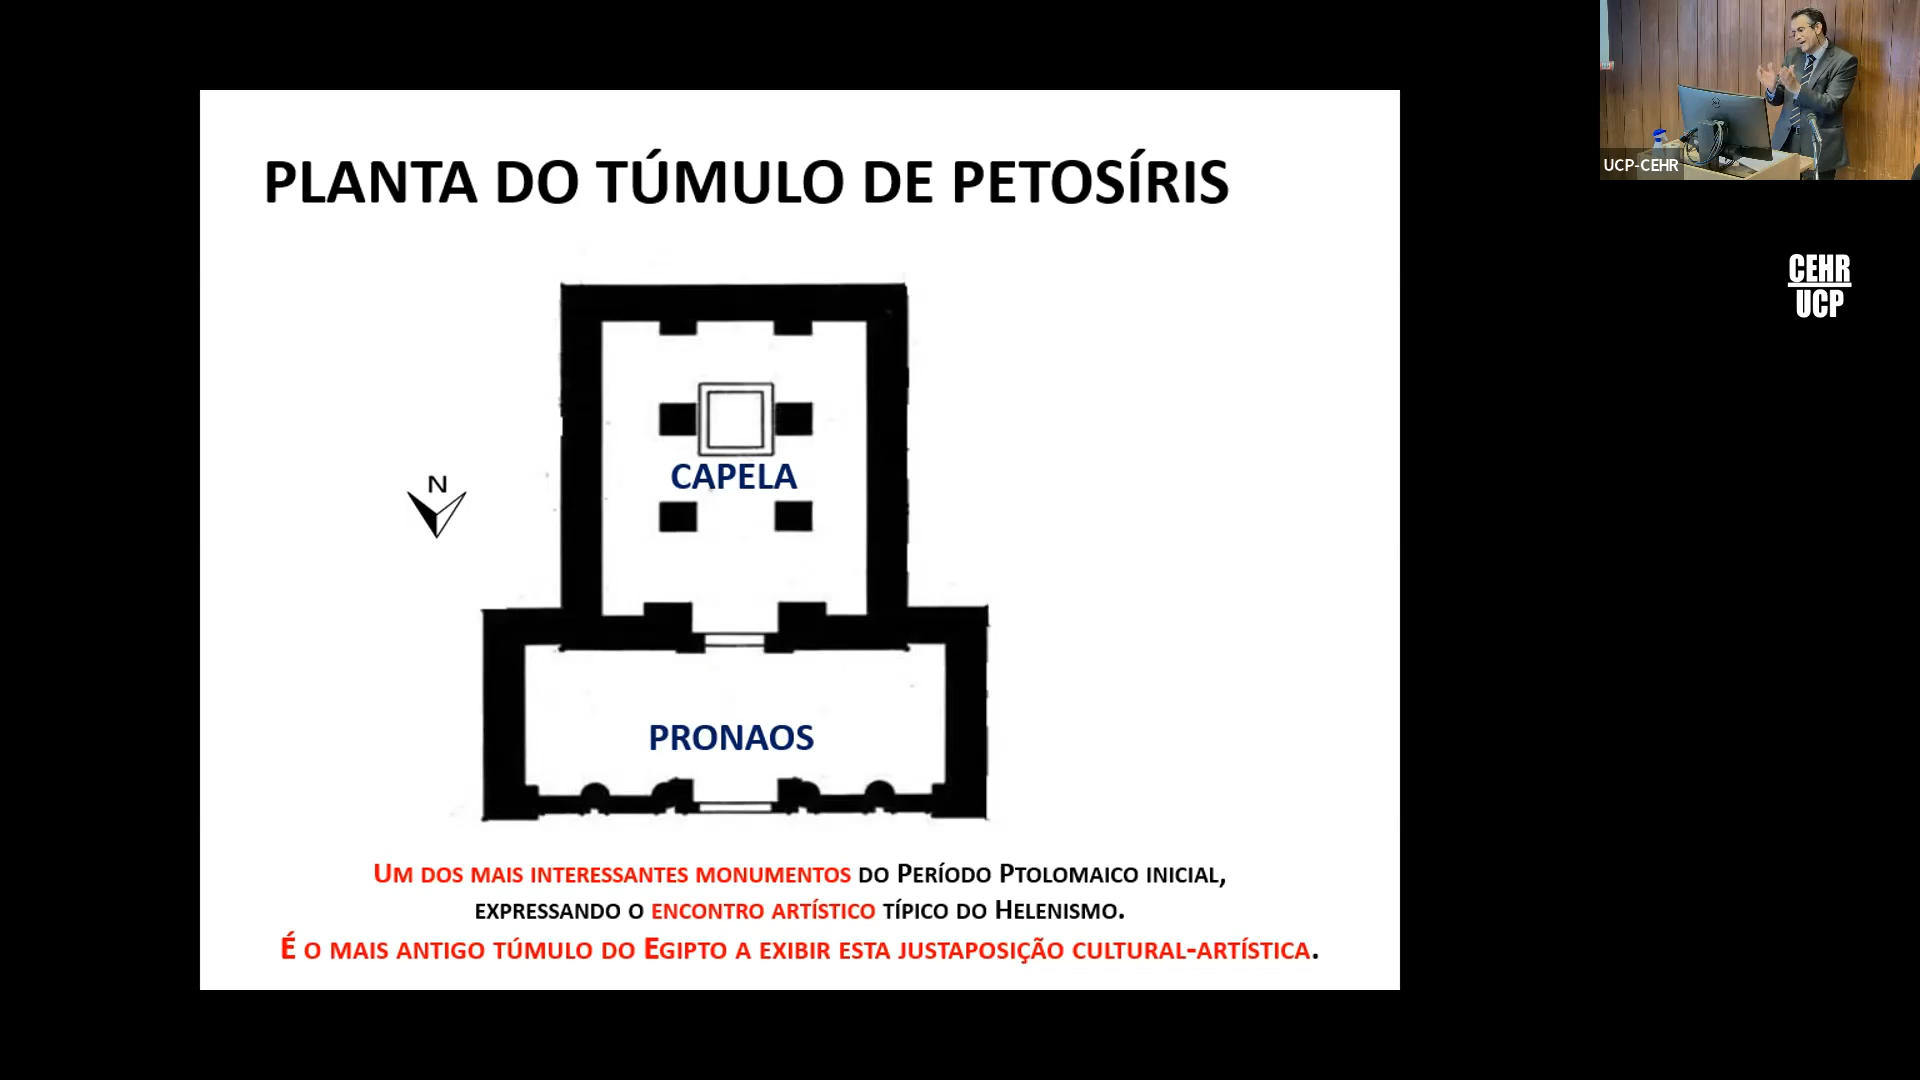 PLANTA DO TÚMULO DE PETOSÍRIS
N
CAPELA
PRONAOS
UM DOS MAIS INTERESSANTES MONUMENTOS DO PERÍODO PTOLOMAICO INICIAL,
EXPRESSANDO O ENCONTRO ARTÍSTICO TÍPICO DO HELENISMO.
É O MAIS ANTIGO TÚMULO DO EGIPTO A EXIBIR ESTA JUSTAPOSIÇÃO CULTURAL-ARTÍSTICA.
UCP-CEHR
CEHR
UCP